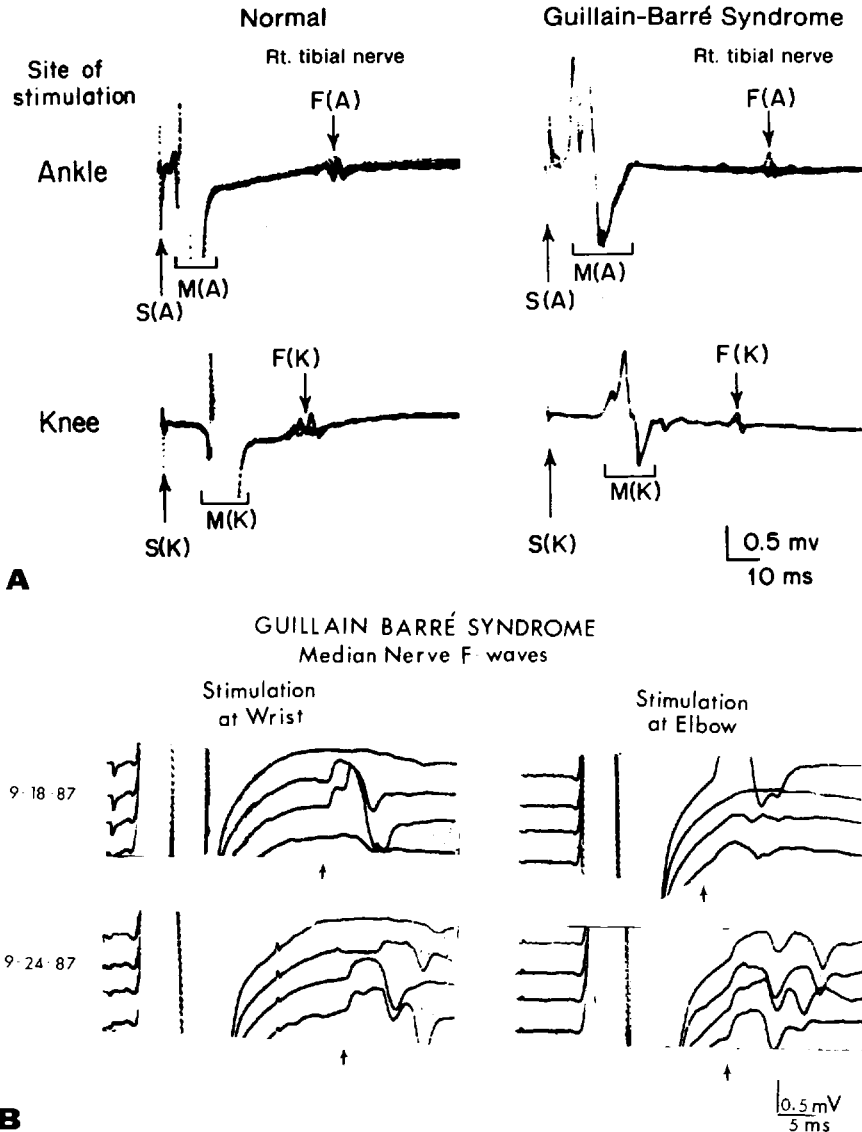 Normal
Guillain-Barré Syndrome
Site of
stimulation
Rt. tibial nerve
Rt. tibial nerve
F(A)
F(A)
Ankle
M(A)
M(A)
S(A)
S(A)
F(K)
F(K)
Knee
M(K)
M(K)
S(K)
S(K)
0.5 mv
10 ms
A
GUILLAIN BARRÉ SYNDROME
Median Nerve F waves
Stimulation
at Wrist
Stimulation
at Elbow
9·18·87
9·24·87
0.5 mV
5 ms
B